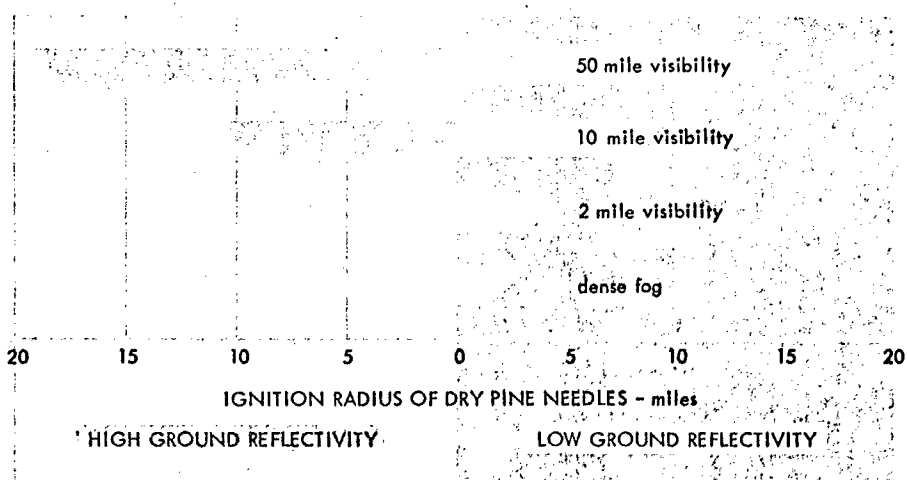 50 mile visibility
10 mile visibility
2 mile visibility
dense fog
20 15 10 5 0 5 10 15 20
IGNITION RADIUS OF DRY PINE NEEDLES - miles
HIGH GROUND REFLECTIVITY LOW GROUND REFLECTIVITY